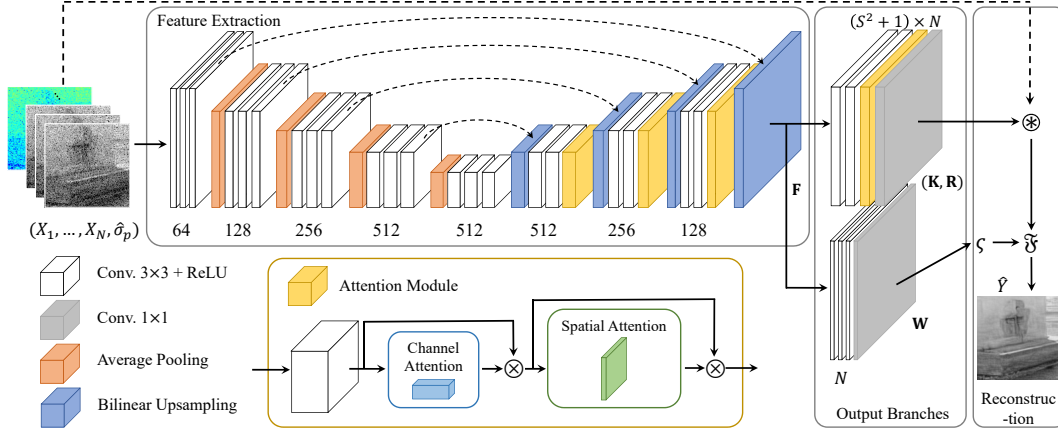 Feature Extraction
(S² + 1) × N
(X₁, …, X_N, σ̂ₚ)
64
128
256
512
512
512
256
128
F
(K, R)
⊛
ς
𝔉
Ŷ
W
N
Conv. 3×3 + ReLU
Conv. 1×1
Average Pooling
Bilinear Upsampling
Attention Module
Channel
Attention
Spatial Attention
Output Branches
Reconstruc
-tion